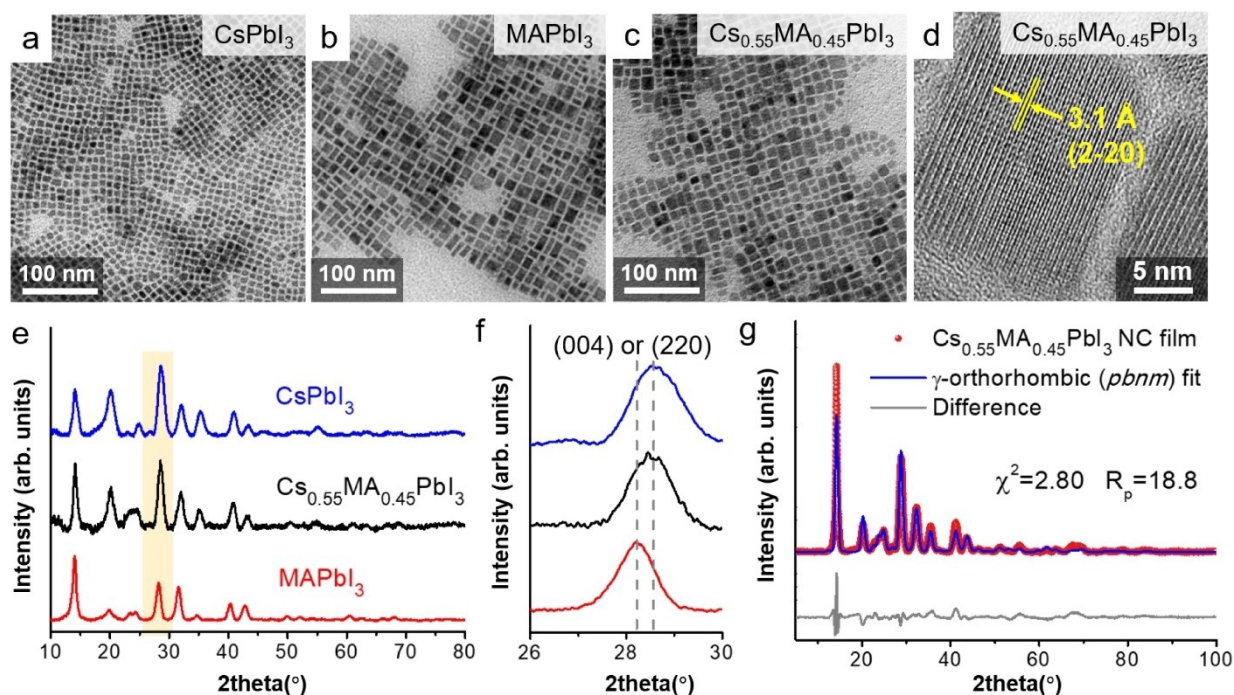 a
CsPbI₃
100 nm
b
MAPbI₃
100 nm
c
Cs₀.₅₅MA₀.₄₅PbI₃
100 nm
d
Cs₀.₅₅MA₀.₄₅PbI₃
3.1 Å
(2-20)
5 nm
e
Intensity (arb. units)
CsPbI₃
Cs₀.₅₅MA₀.₄₅PbI₃
MAPbI₃
10 20 30 40 50 60 70 80
2theta(°)
f
Intensity (arb. units)
(004) or (220)
26 28 30
2theta(°)
g
Intensity (arb. units)
Cs₀.₅₅MA₀.₄₅PbI₃ NC film
γ-orthorhombic (pbnm) fit
Difference
χ²=2.80 Rₚ=18.8
20 40 60 80 100
2theta(°)